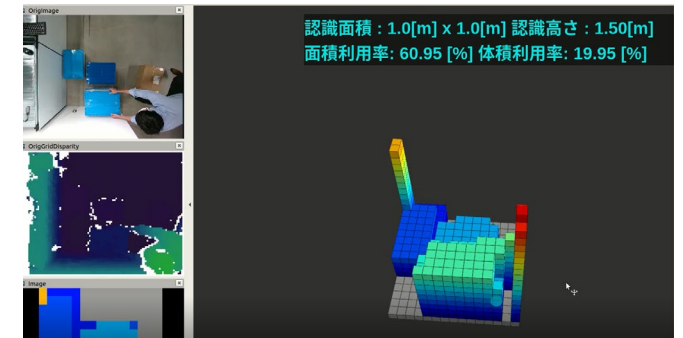 OrigImage
認識面積 : 1.0[m] x 1.0[m] 認識高さ : 1.50[m]
面積利用率: 60.95 [%] 体積利用率: 19.95 [%]
OrigGridDisparity
Image